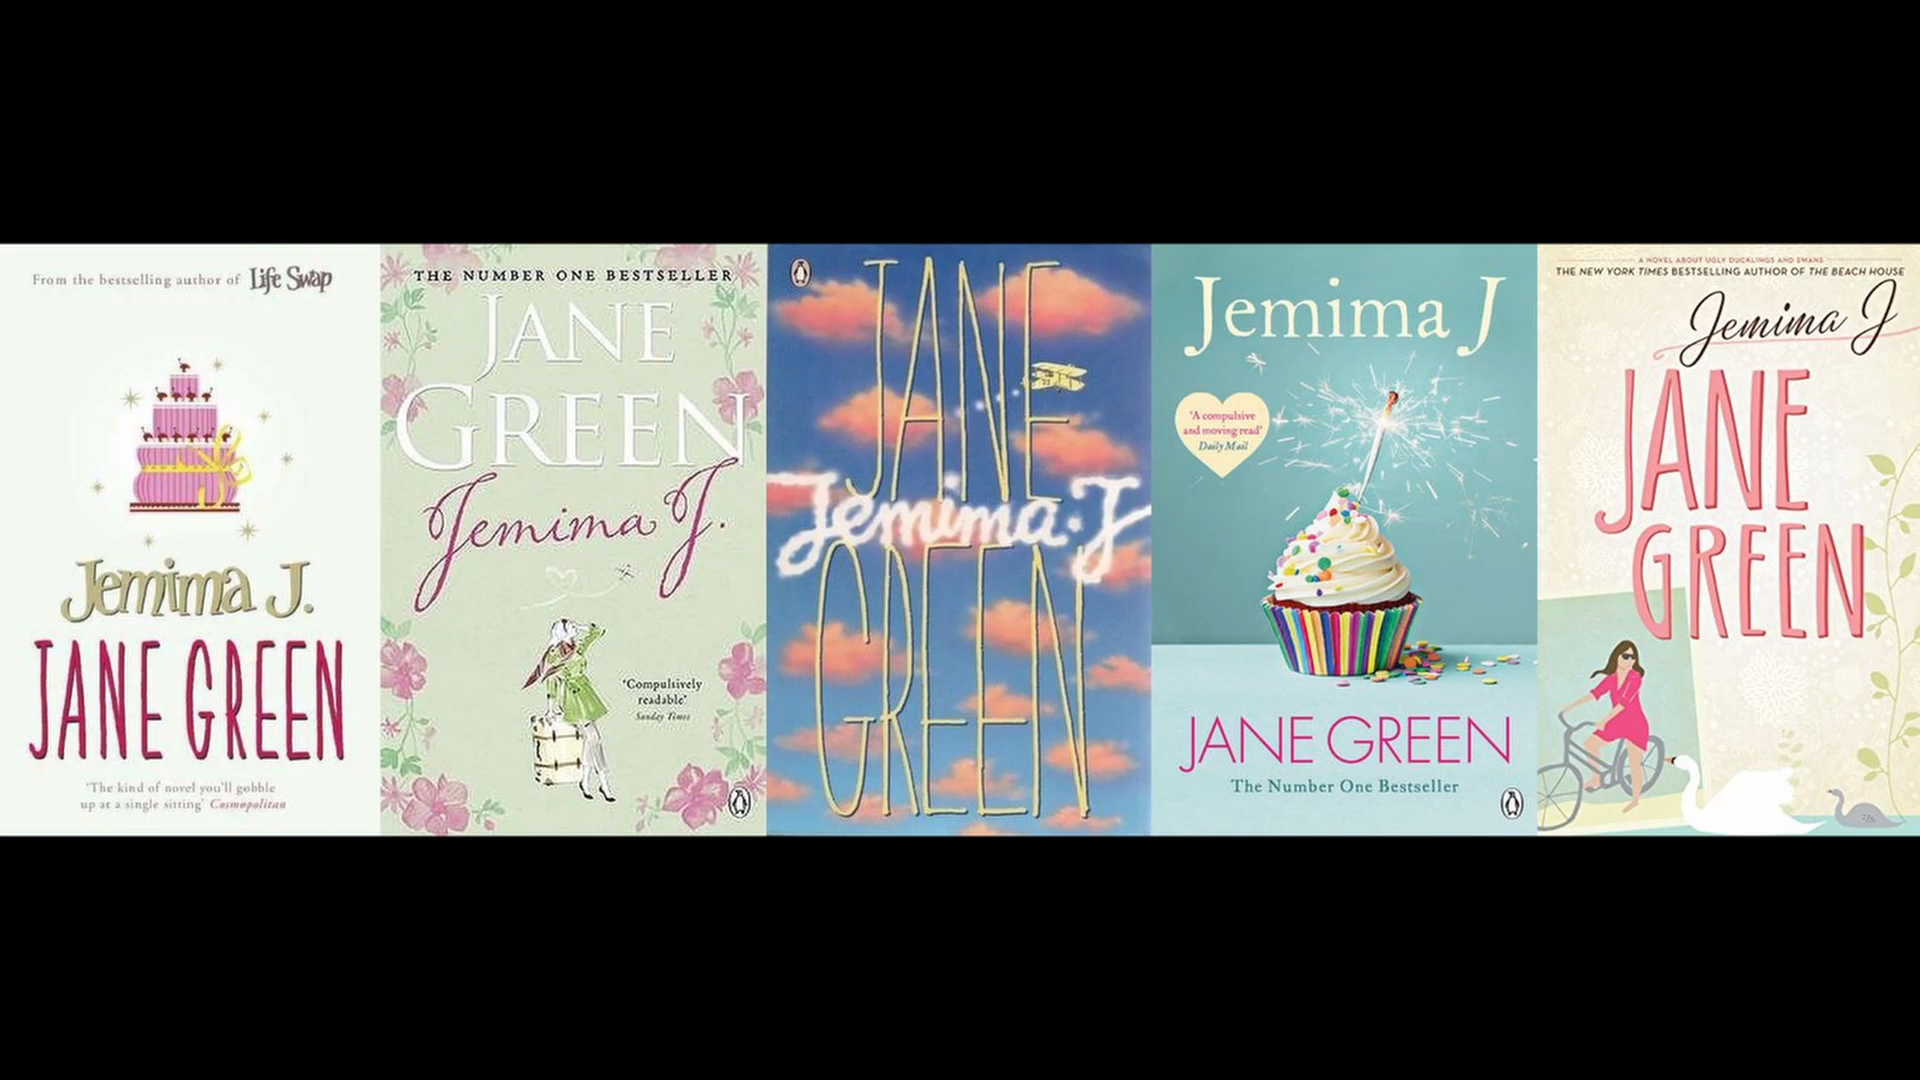 From the bestselling author of Life Swap
Jemima J.
JANE GREEN
'The kind of novel you'll gobble
up at a single sitting' Cosmopolitan
THE NUMBER ONE BESTSELLER
JANE
GREEN
Jemima J.
'Compulsively
readable'
Sunday Times
JANE
Jemima J
GREEN
Jemima J
'A compulsive
and moving read'
Daily Mail
JANE GREEN
The Number One Bestseller
A NOVEL ABOUT UGLY DUCKLINGS AND SWANS
THE NEW YORK TIMES BESTSELLING AUTHOR OF THE BEACH HOUSE
Jemima J
JANE
GREEN